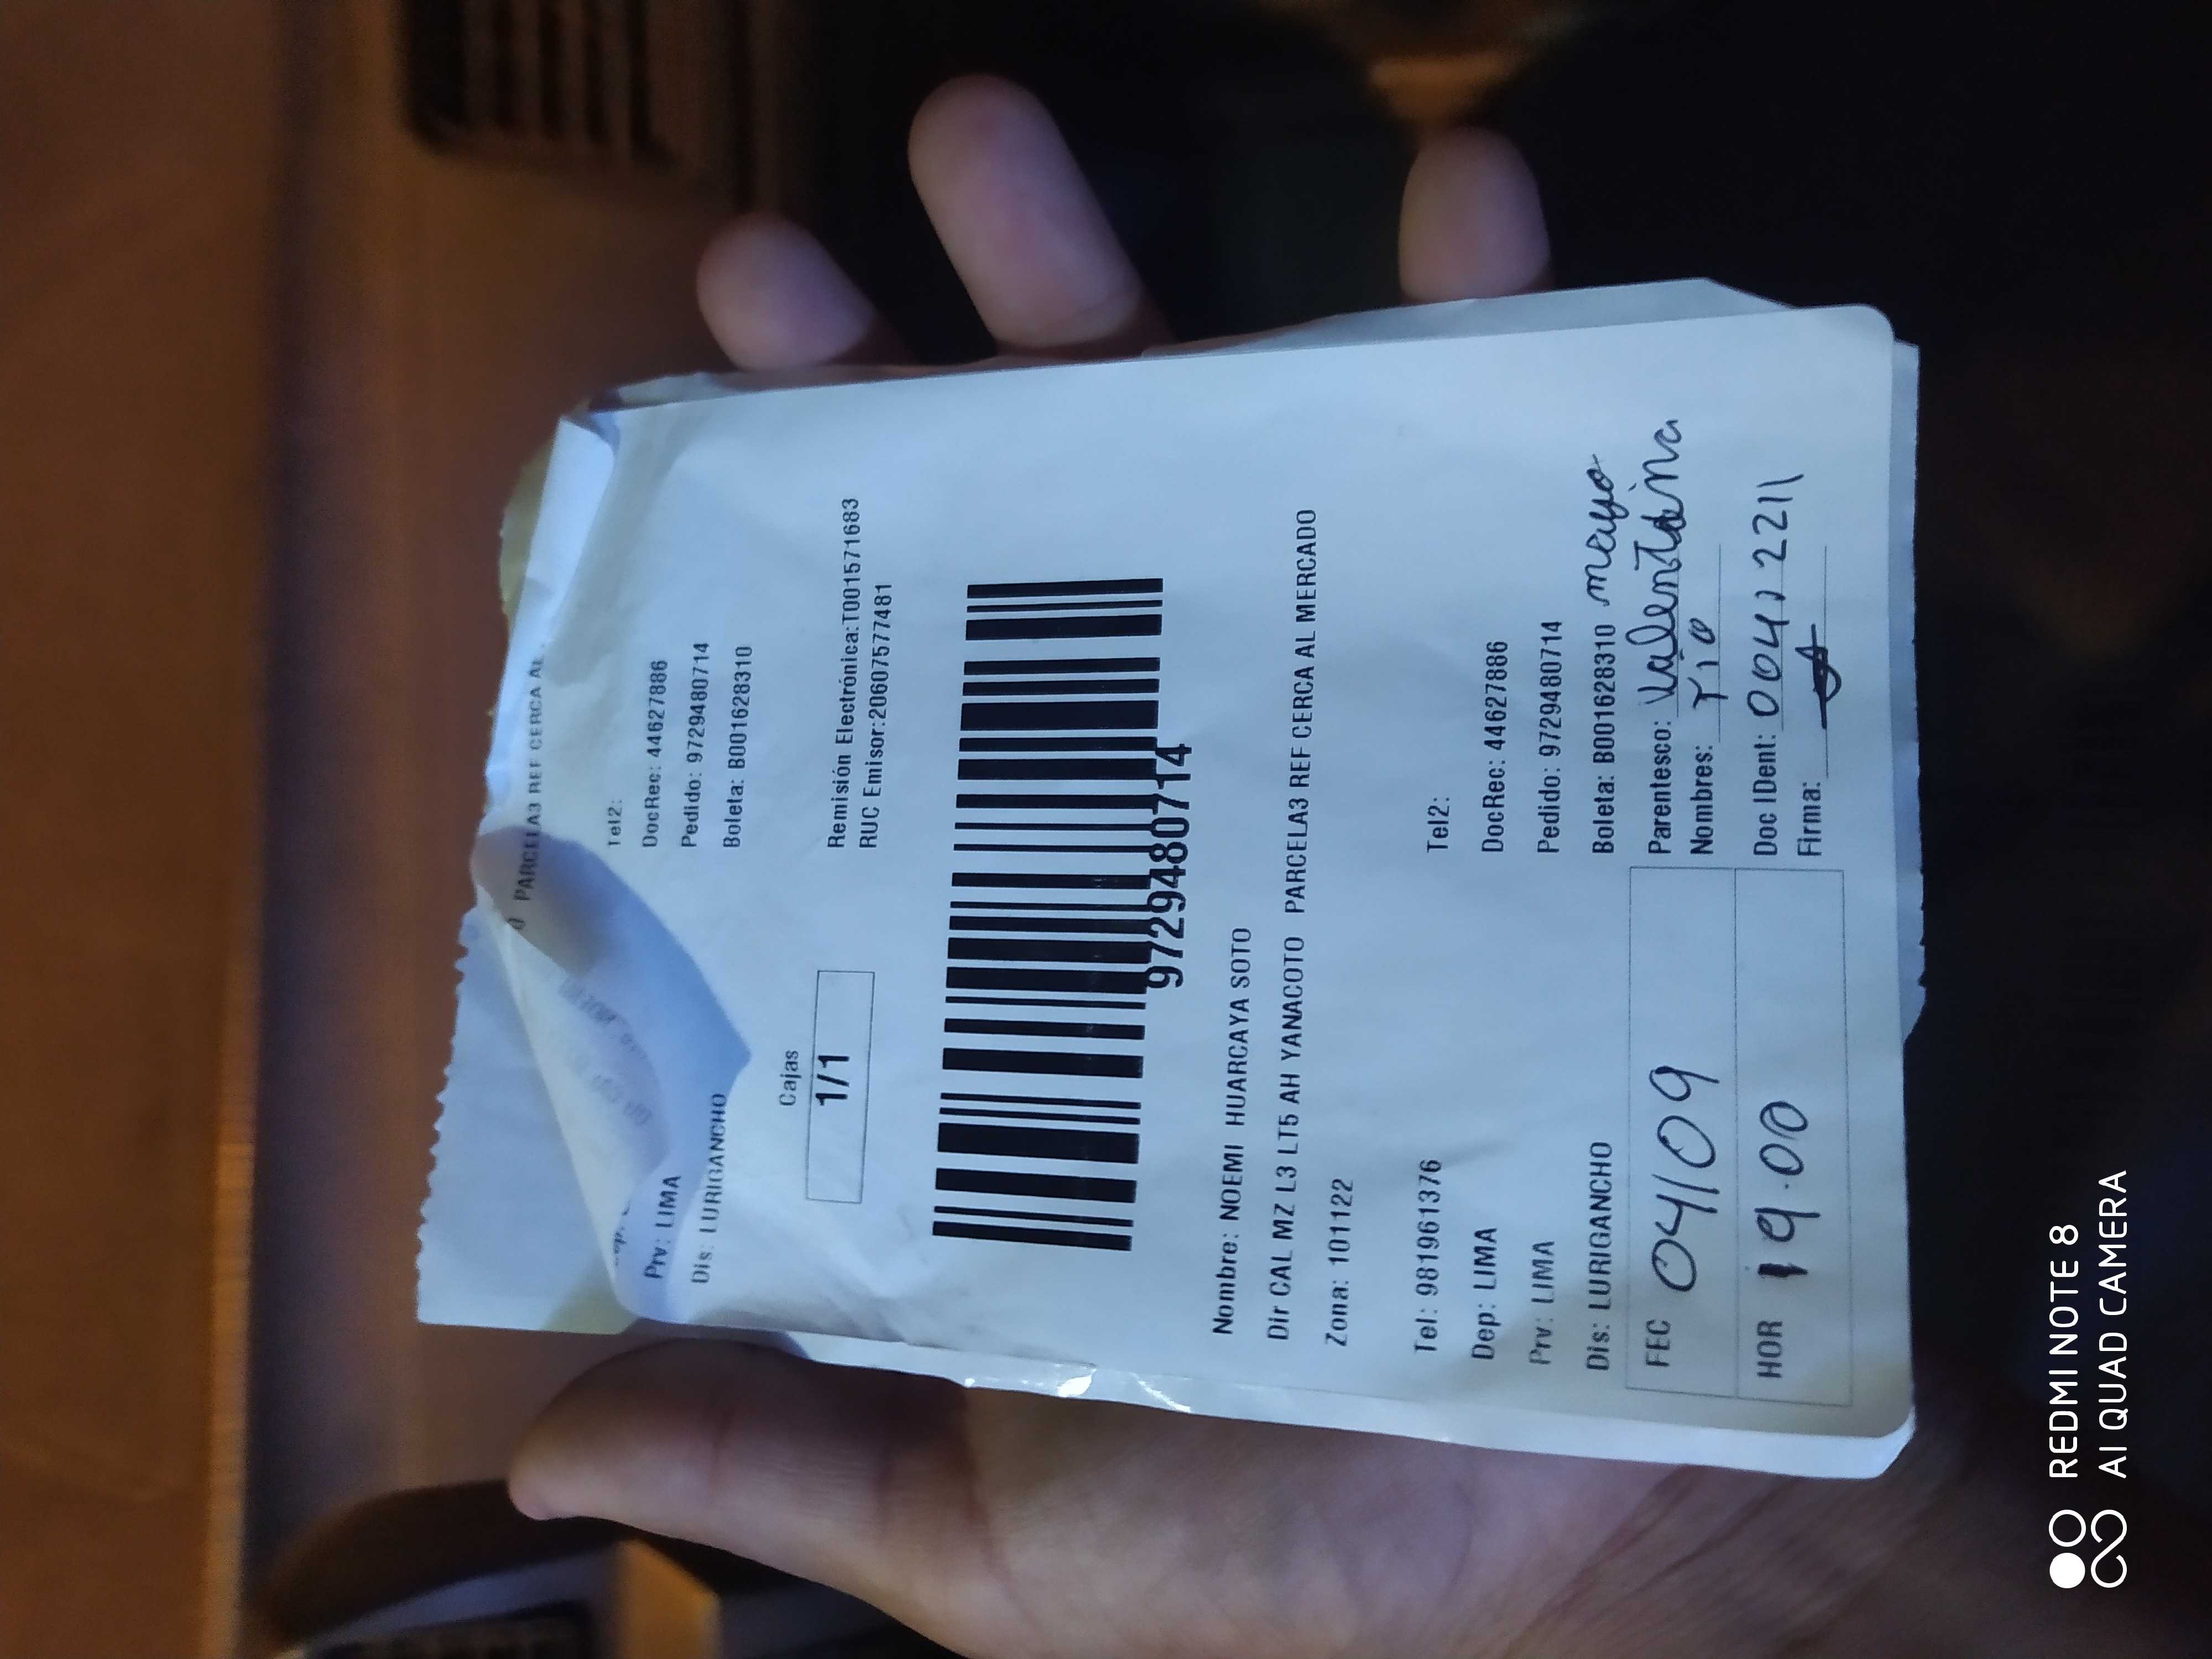 PARCELA3 REF CERCA AL
Tel2:
Prv: LIMA DocRec: 44627886
Dis: LURIGANCHO Pedido: 9729480714
Boleta: B001628310
Cajas
1/1
Remisión Electrónica:T001571683
RUC Emisor:20607577481
9729480714
Nombre: NOEMI HUARCAYA SOTO
Dir CAL MZ L3 LT5 AH YANACOTO PARCELA3 REF CERCA AL MERCADO
Zona: 101122
Tel: 981961376 Tel2:
Dep: LIMA DocRec: 44627886
Prv: LIMA Pedido: 9729480714
Dis: LURIGANCHO Boleta: B001628310 mayo
FEC 04/09 Parentesco: Valentina
Nombres: Tio
HOR 19.00 Doc IDent: 0041 2211
Firma:
REDMI NOTE 8
AI QUAD CAMERA